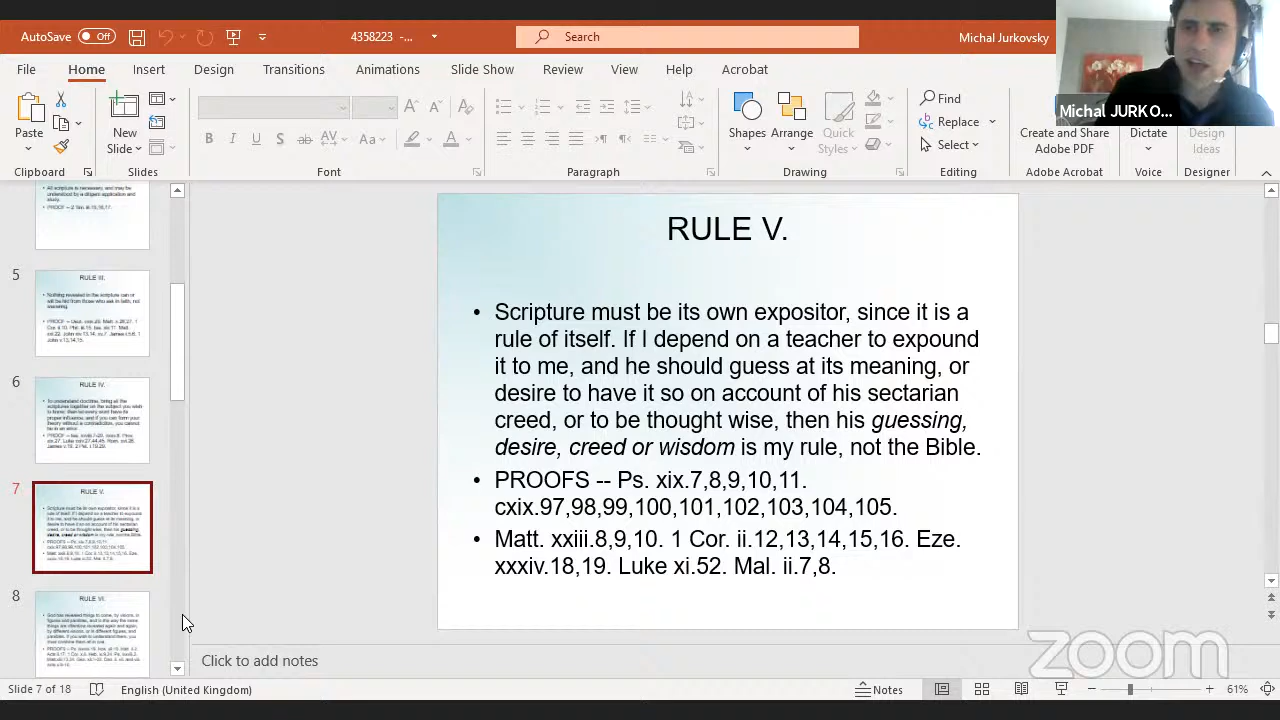 AutoSave Off 4358223 -... Search Michal Jurkovsky
File Home Insert Design Transitions Animations Slide Show Review View Help Acrobat
Michal JURKO...
Paste New Slide Shapes Arrange Quick Styles Find Replace Select Create and Share Adobe PDF Dictate Design Ideas
Clipboard Slides Font Paragraph Drawing Editing Adobe Acrobat Voice Designer
5
RULE III.
6
RULE IV.
7
RULE V.
8
RULE V.
• Scripture must be its own expositor, since it is a
rule of itself. If I depend on a teacher to expound
it to me, and he should guess at its meaning, or
desire to have it so on account of his sectarian
creed, or to be thought wise, then his guessing,
desire, creed or wisdom is my rule, not the Bible.
• PROOFS -- Ps. xix.7,8,9,10,11.
cxix.97,98,99,100,101,102,103,104,105.
• Matt. xxiii.8,9,10. 1 Cor. ii.12,13,14,15,16. Eze.
xxxiv.18,19. Luke xi.52. Mal. ii.7,8.
Click to add notes
zoom
Slide 7 of 18 English (United Kingdom) Notes 61%